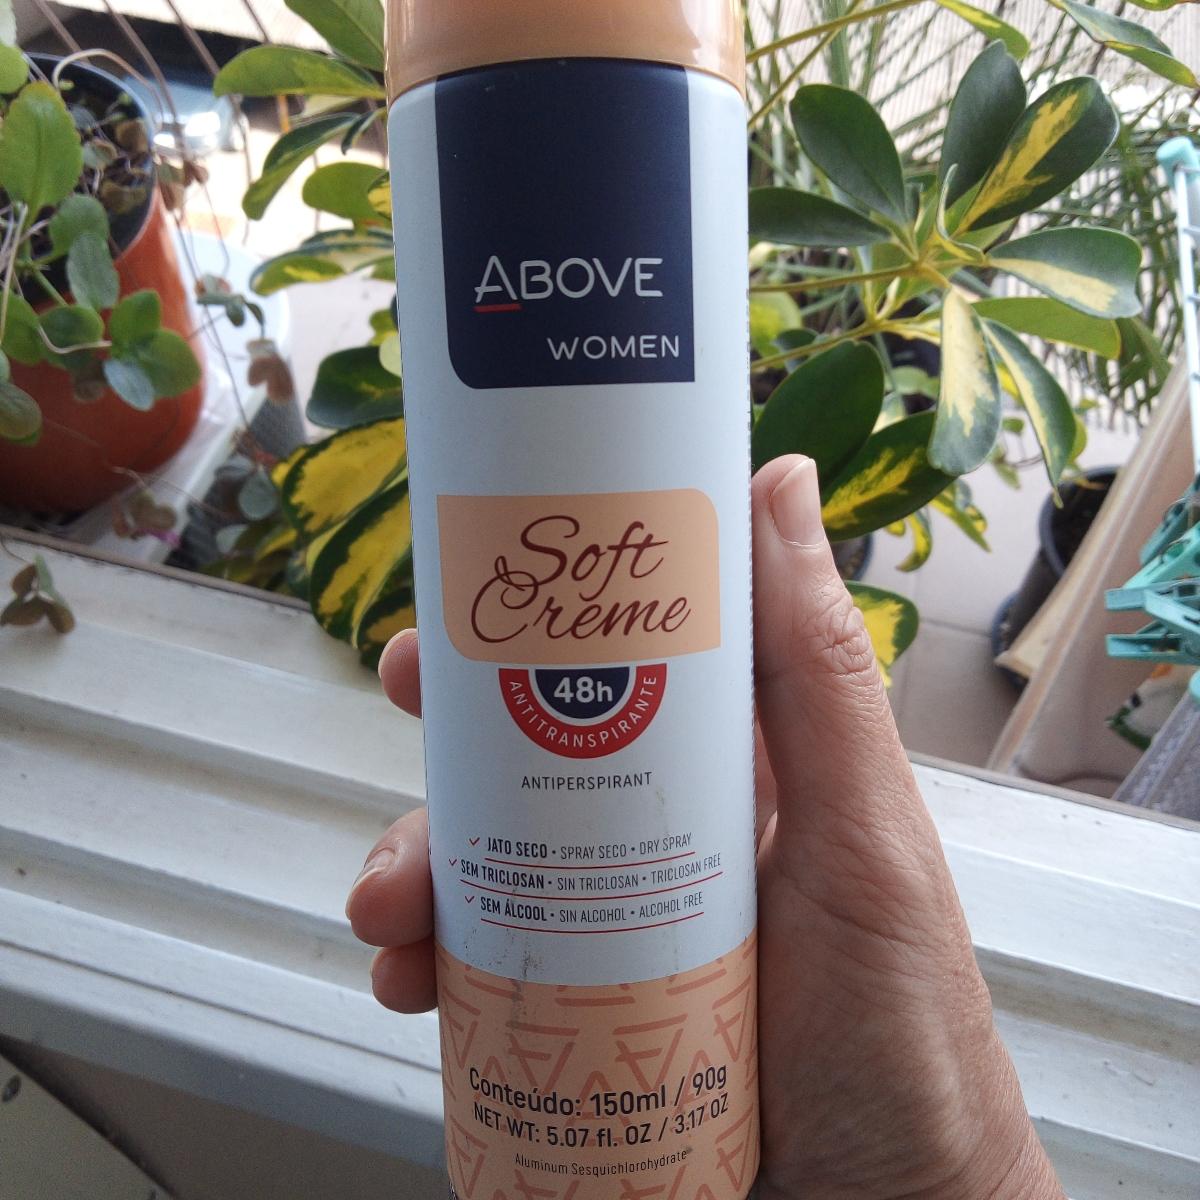 ABOVE
WOMEN
Soft
Creme
48h
ANTITRANSPIRANTE
ANTIPERSPIRANT
JATO SECO • SPRAY SECO • DRY SPRAY
SEM TRICLOSAN • SIN TRICLOSAN • TRICLOSAN FREE
SEM ÁLCOOL • SIN ALCOHOL • ALCOHOL FREE
Conteúdo: 150ml / 90g
NET WT: 5.07 fl. OZ / 3.17 OZ
Aluminum Sesquichlorohydrate